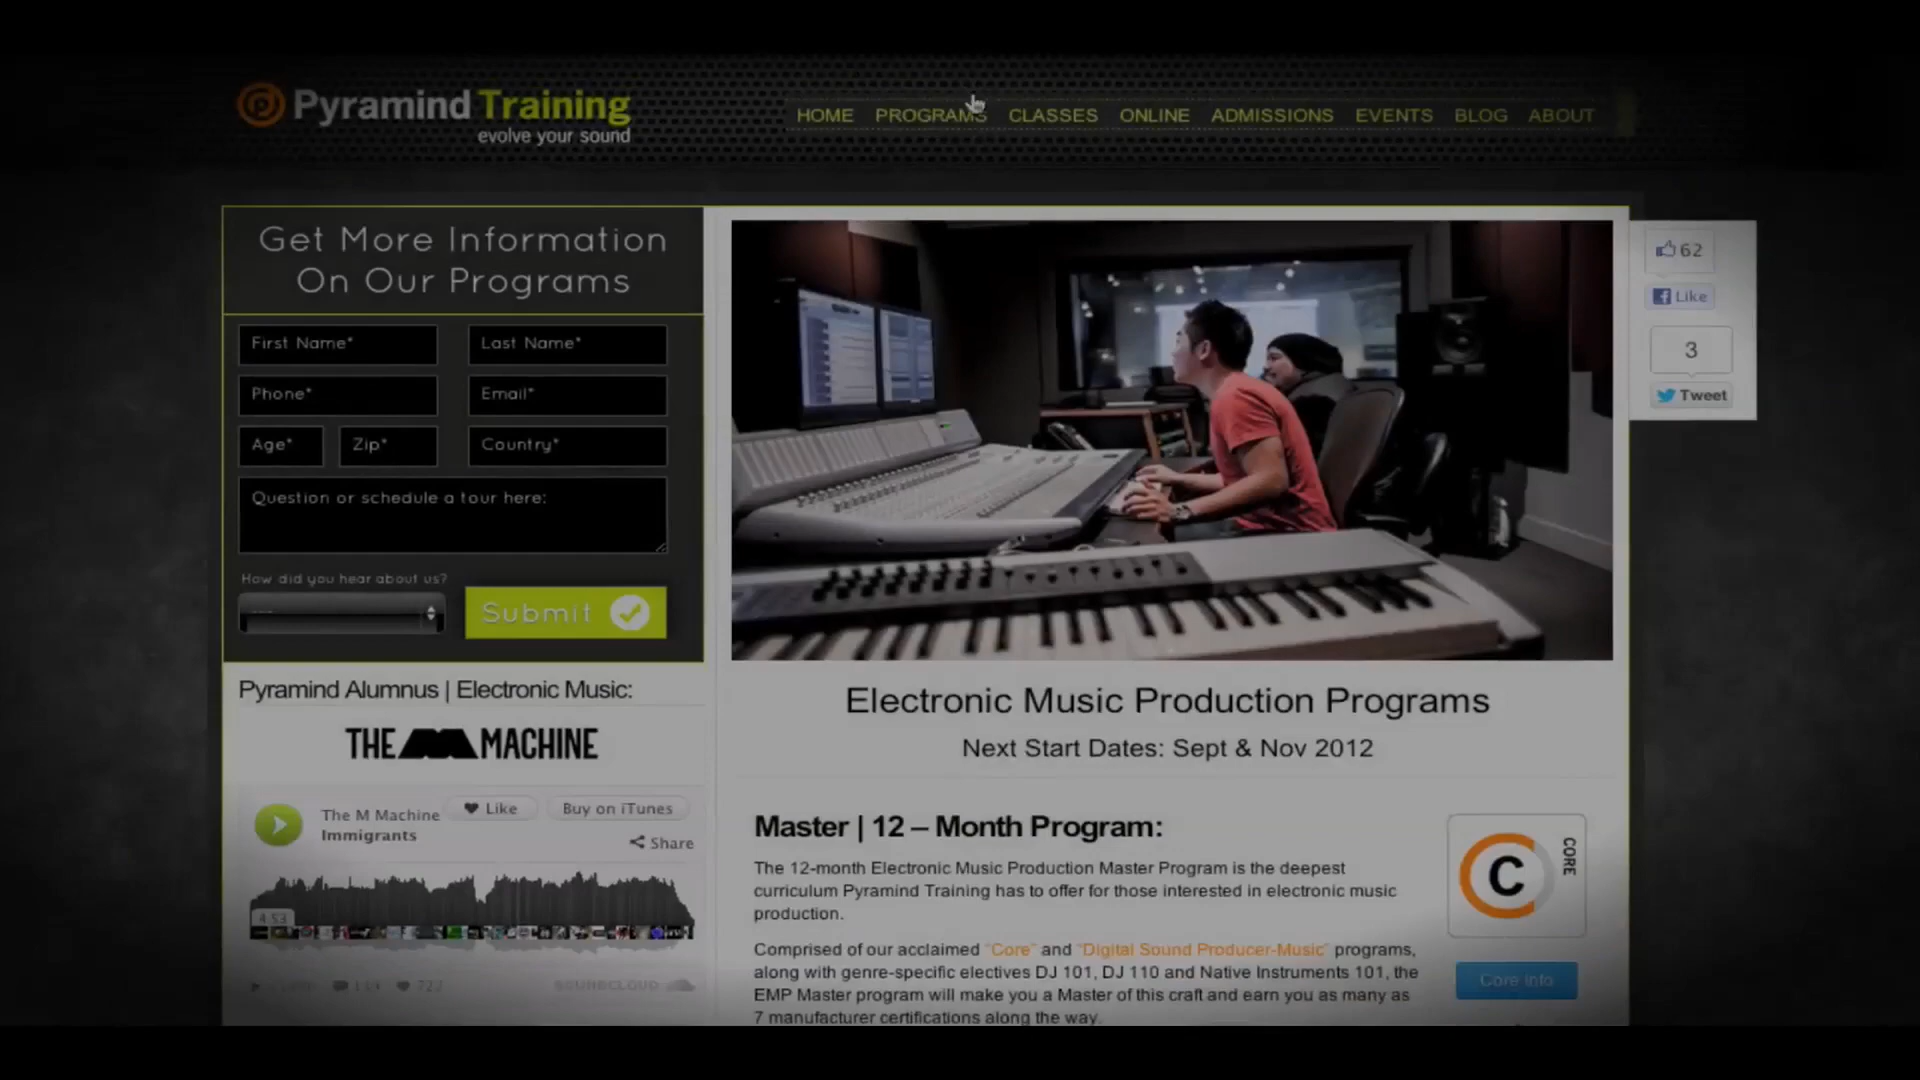 Pyramind Training
evolve your sound
HOME PROGRAMS CLASSES ONLINE ADMISSIONS EVENTS BLOG ABOUT
Get More Information
On Our Programs
First Name*
Last Name*
Phone*
Email*
Age*
Zip*
Country*
Question or schedule a tour here:
How did you hear about us?
---
Submit
62
Like
3
Tweet
Pyramind Alumnus | Electronic Music:
THE M MACHINE
The M Machine
Immigrants
Like
Buy on iTunes
Share
4.53
722
SOUNDCLOUD
Electronic Music Production Programs
Next Start Dates: Sept & Nov 2012
Master | 12 – Month Program:
The 12-month Electronic Music Production Master Program is the deepest
curriculum Pyramind Training has to offer for those interested in electronic music
production.
Comprised of our acclaimed "Core" and "Digital Sound Producer-Music" programs,
along with genre-specific electives DJ 101, DJ 110 and Native Instruments 101, the
EMP Master program will make you a Master of this craft and earn you as many as
7 manufacturer certifications along the way.
C
CORE
Core Info